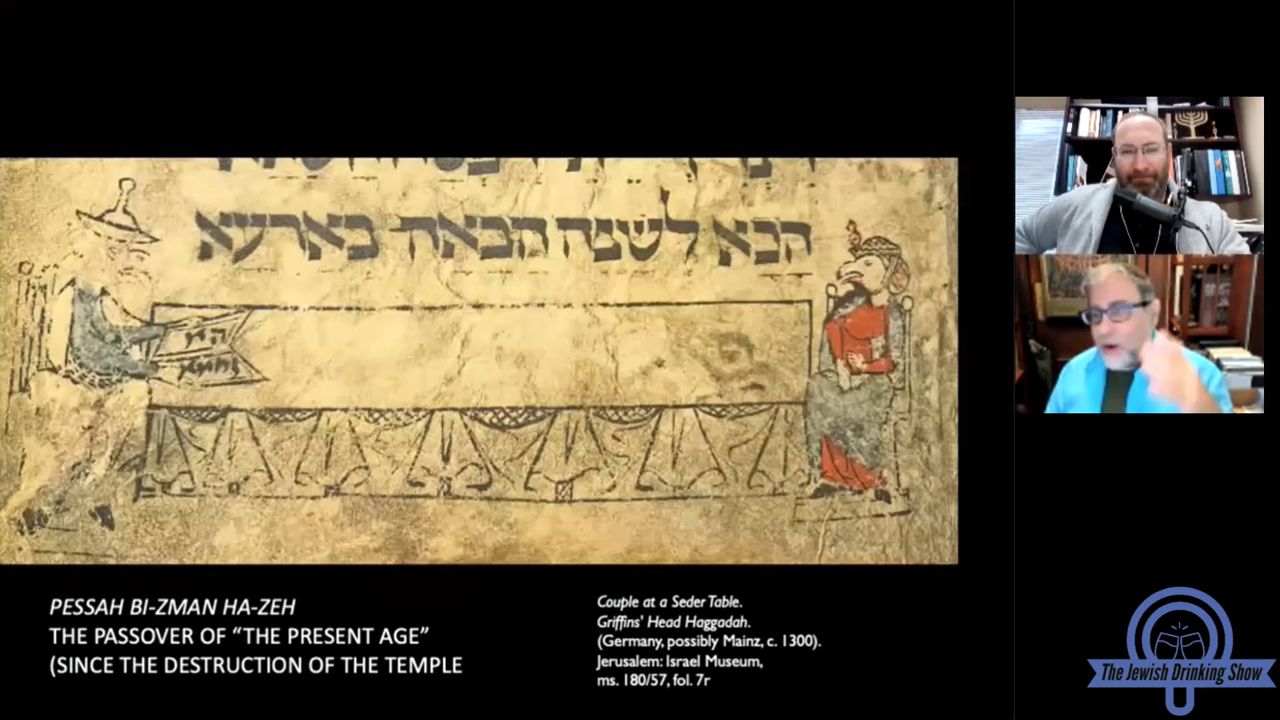 הבא לשנה הבאה בארעא
PESSAH BI-ZMAN HA-ZEH
THE PASSOVER OF “THE PRESENT AGE”
(SINCE THE DESTRUCTION OF THE TEMPLE
Couple at a Seder Table.
Griffins' Head Haggadah.
(Germany, possibly Mainz, c. 1300).
Jerusalem: Israel Museum,
ms. 180/57, fol. 7r
The Jewish Drinking Show